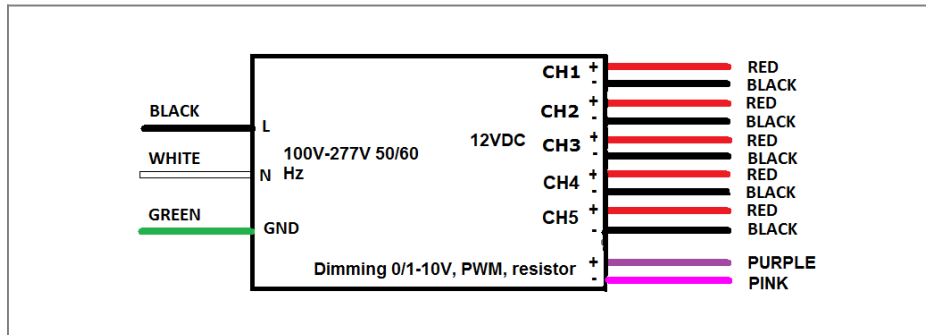 BLACK
L
WHITE
N
GREEN
GND
100V-277V 50/60
Hz
12VDC
CH1 + RED
- BLACK
CH2 + RED
- BLACK
CH3 + RED
- BLACK
CH4 + RED
- BLACK
CH5 + RED
- BLACK
Dimming 0/1-10V, PWM, resistor + PURPLE
- PINK